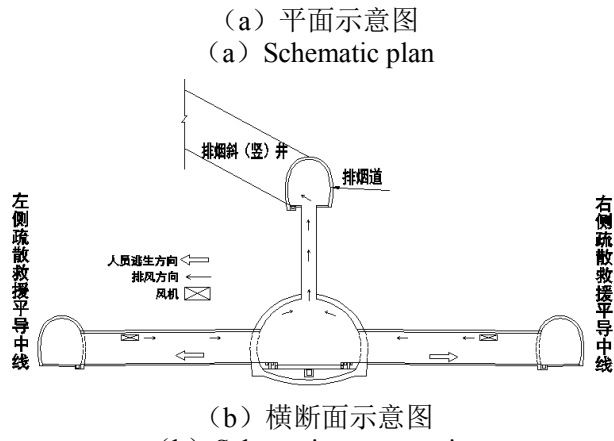 （a）平面示意图
（a）Schematic plan
排烟斜（竖）井
排烟道
左侧疏散救援平导中线
右侧疏散救援平导中线
人员逃生方向
排风方向
风机
（b）横断面示意图